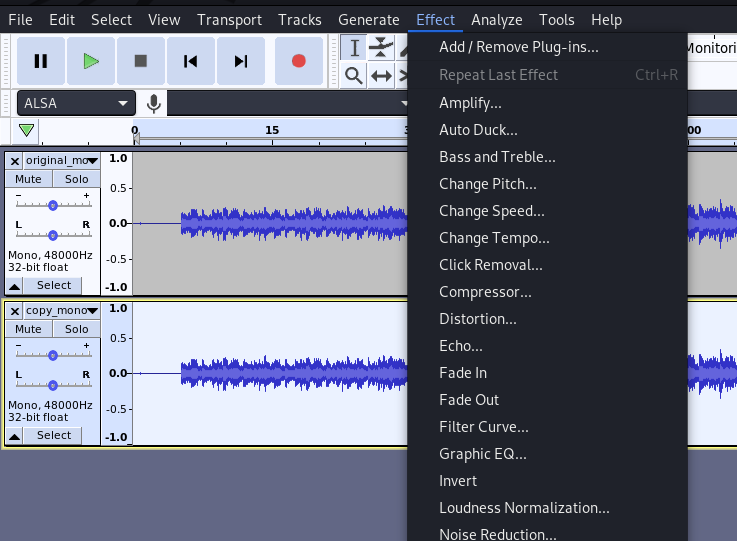 File Edit Select View Transport Tracks Generate Effect Analyze Tools Help
Add / Remove Plug-ins...
Repeat Last Effect Ctrl+R
Amplify...
Auto Duck...
Bass and Treble...
Change Pitch...
Change Speed...
Change Tempo...
Click Removal...
Compressor...
Distortion...
Echo...
Fade In
Fade Out
Filter Curve...
Graphic EQ...
Invert
Loudness Normalization...
Noise Reduction...
ALSA
0 15
original_mo
Mute Solo
- +
L R
Mono, 48000Hz
32-bit float
Select
1.0
0.5
0.0
-0.5
-1.0
copy_mono
Mute Solo
- +
L R
Mono, 48000Hz
32-bit float
Select
1.0
0.5
0.0
-0.5
-1.0